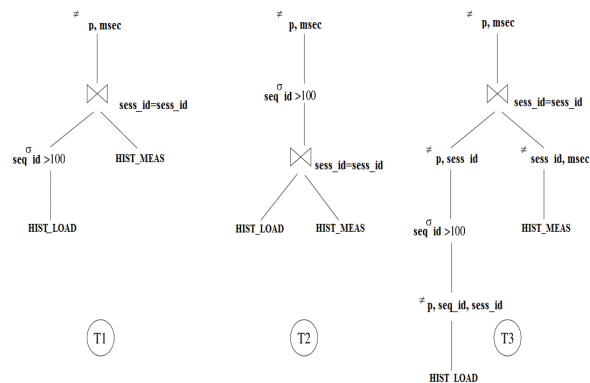 ≠ p, msec
sess_id=sess_id
σ
seq_id >100
HIST_MEAS
HIST_LOAD
T1
≠ p, msec
σ
seq_id >100
sess_id=sess_id
HIST_LOAD
HIST_MEAS
T2
≠ p, msec
sess_id=sess_id
≠ p, sess_id
≠ sess_id, msec
σ
seq_id >100
HIST_MEAS
≠ p, seq_id, sess_id
HIST_LOAD
T3